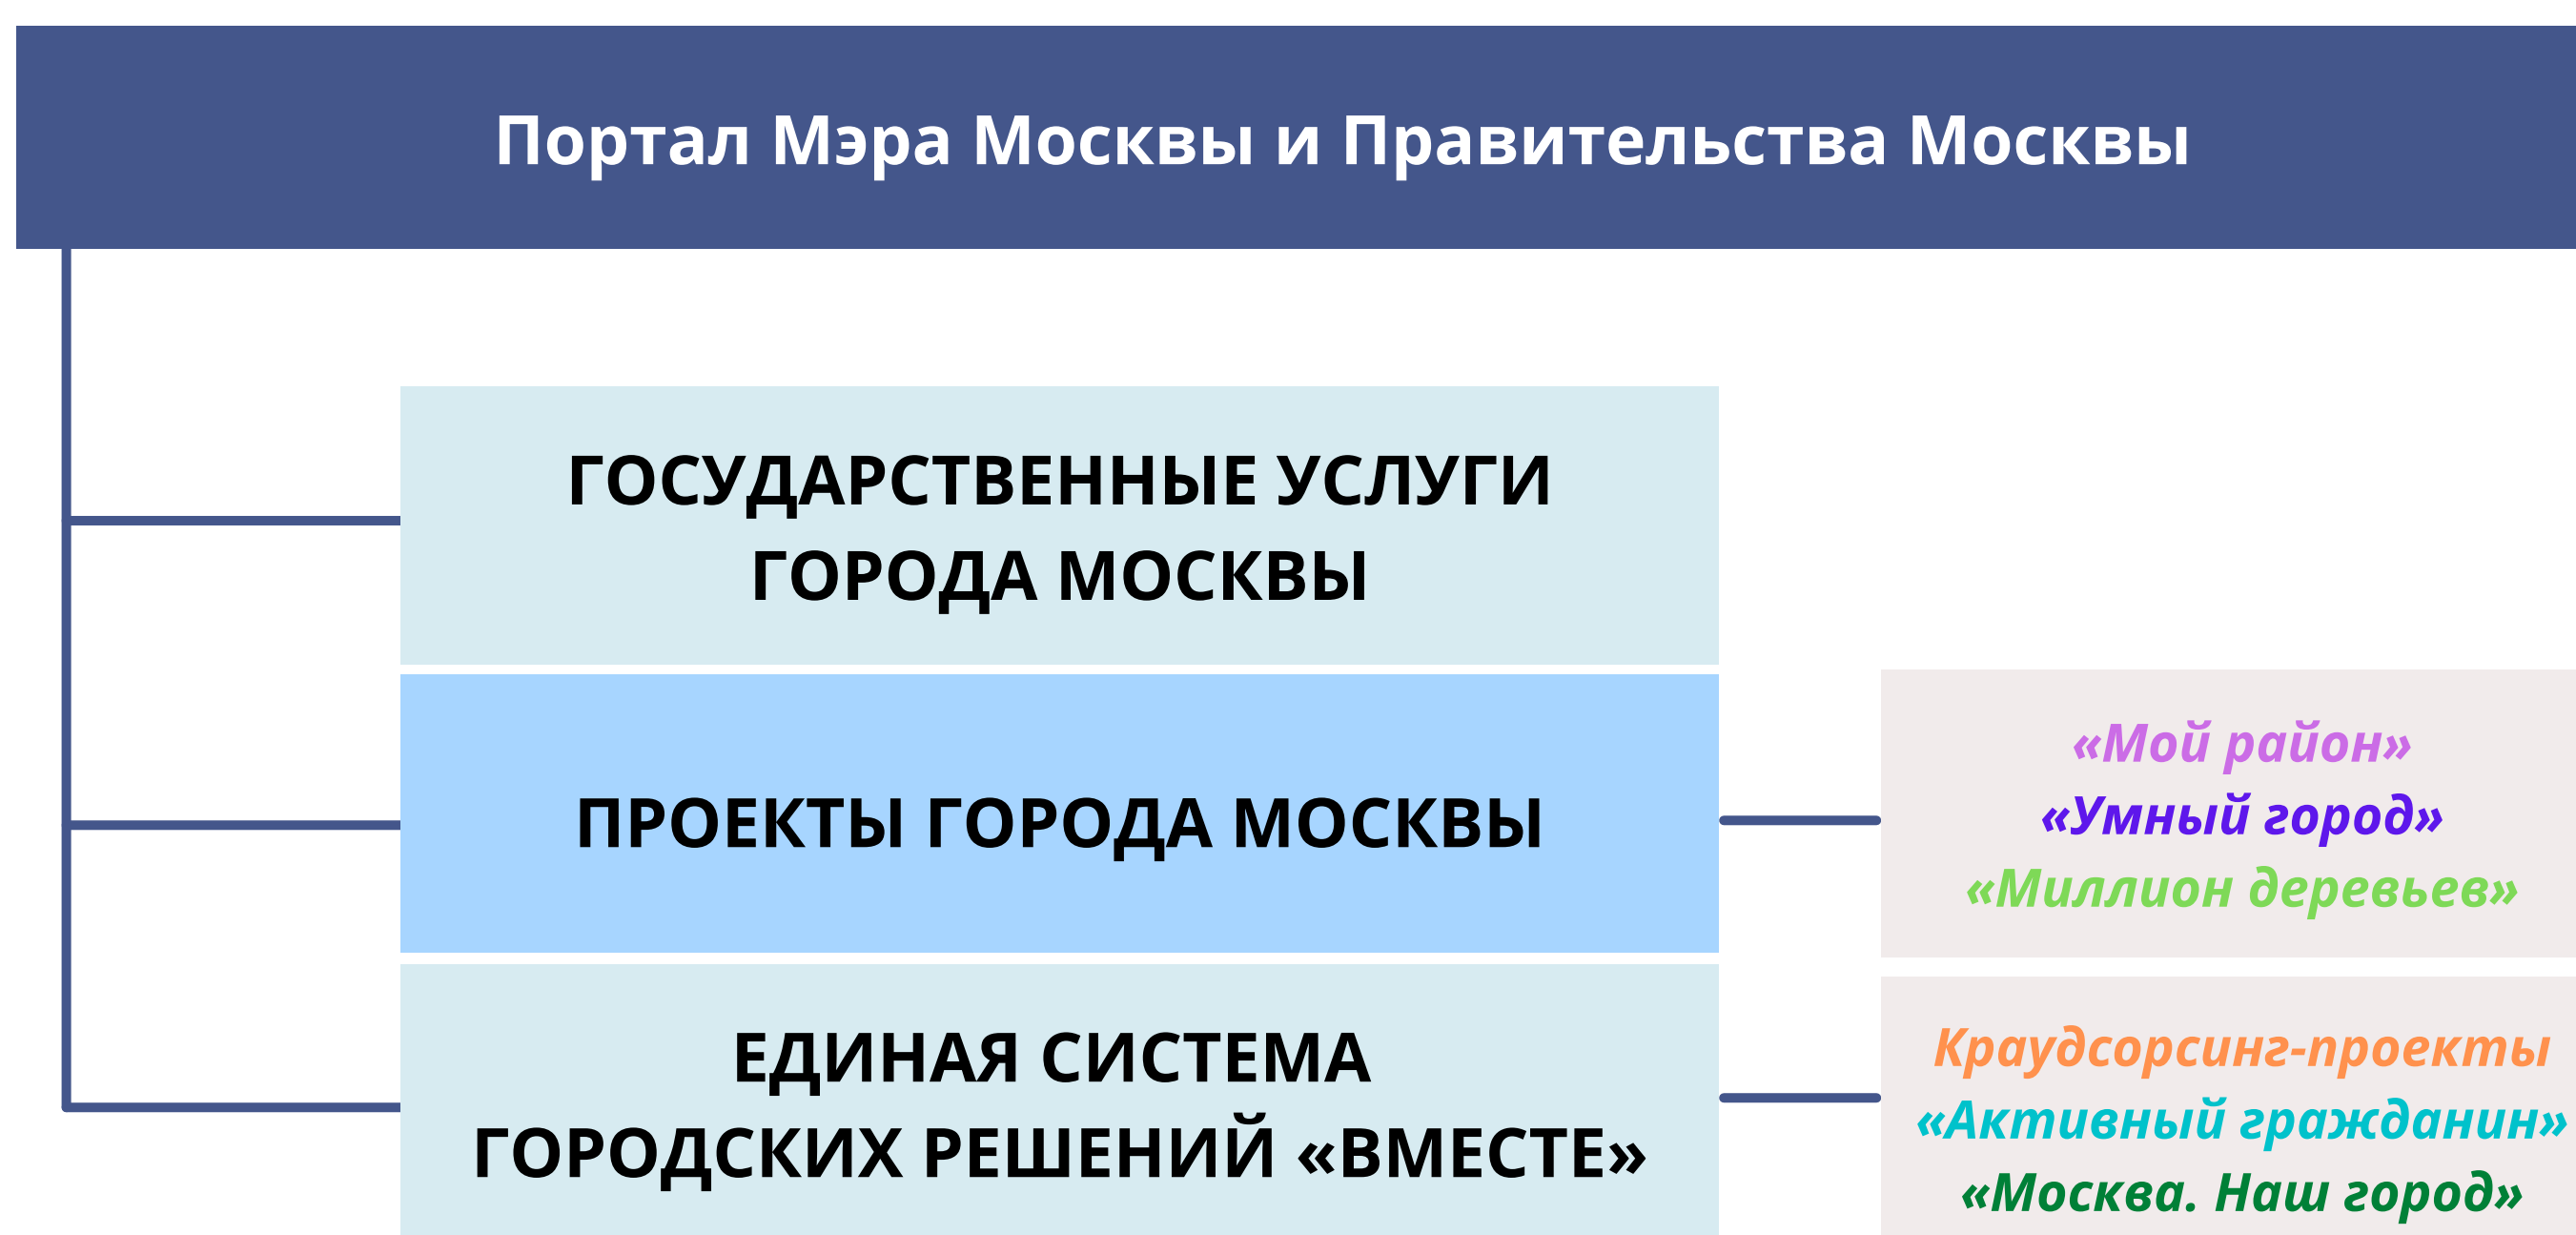 Портал Мэра Москвы и Правительства Москвы
ГОСУДАРСТВЕННЫЕ УСЛУГИ
ГОРОДА МОСКВЫ
ПРОЕКТЫ ГОРОДА МОСКВЫ
«Мой район»
«Умный город»
«Миллион деревьев»
ЕДИНАЯ СИСТЕМА
ГОРОДСКИХ РЕШЕНИЙ «ВМЕСТЕ»
Краудсорсинг-проекты
«Активный гражданин»
«Москва. Наш город»